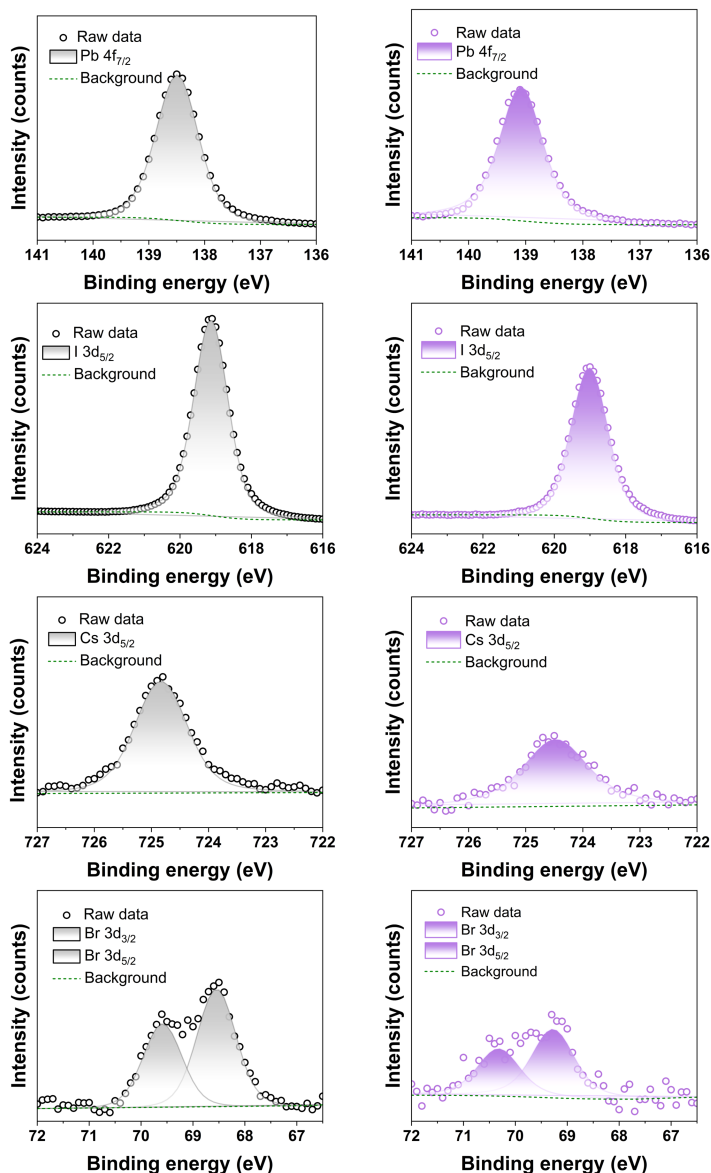 Raw data
Pb 4f7/2
Background
Intensity (counts)
141 140 139 138 137 136
Binding energy (eV)
Raw data
Pb 4f7/2
Background
Intensity (counts)
141 140 139 138 137 136
Binding energy (eV)
Raw data
I 3d5/2
Background
Intensity (counts)
624 622 620 618 616
Binding energy (eV)
Raw data
I 3d5/2
Bakground
Intensity (counts)
624 622 620 618 616
Binding energy (eV)
Raw data
Cs 3d5/2
Background
Intensity (counts)
727 726 725 724 723 722
Binding energy (eV)
Raw data
Cs 3d5/2
Background
Intensity (counts)
727 726 725 724 723 722
Binding energy (eV)
Raw data
Br 3d3/2
Br 3d5/2
Background
Intensity (counts)
72 71 70 69 68 67
Binding energy (eV)
Raw data
Br 3d3/2
Br 3d5/2
Background
Intensity (counts)
72 71 70 69 68 67
Binding energy (eV)